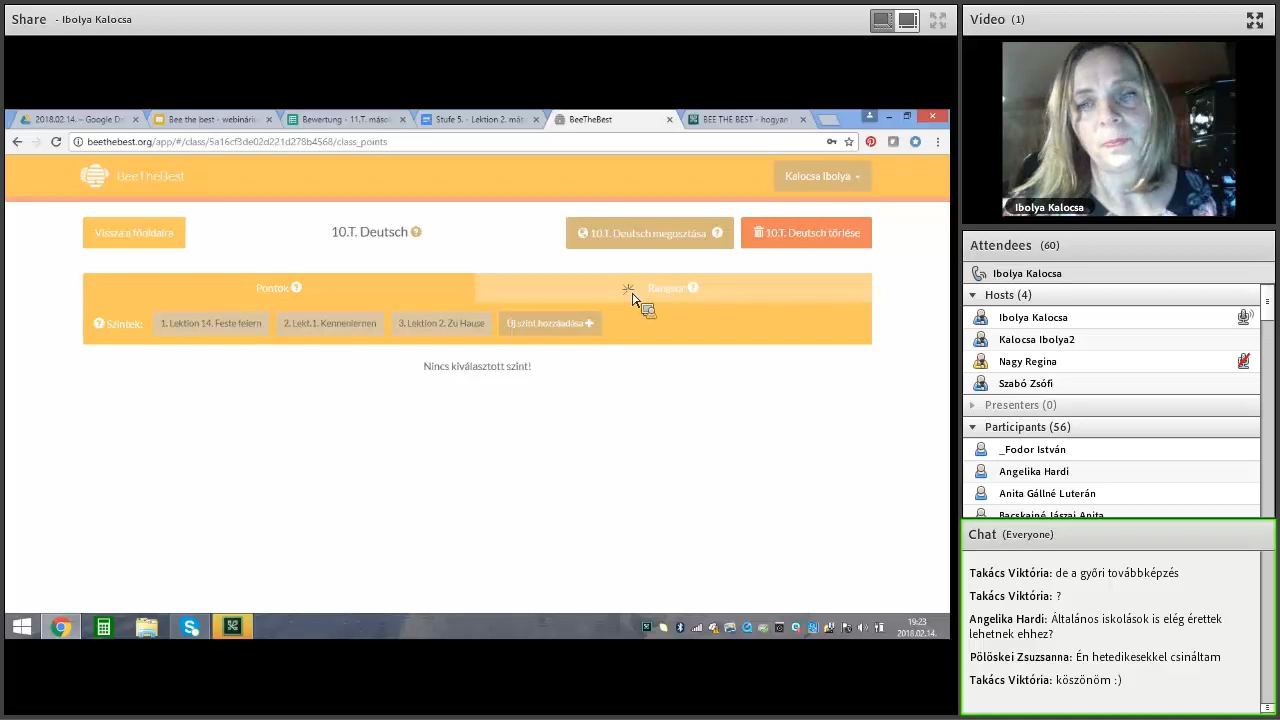 Share - Ibolya Kalocsa
2018.02.14. – Google D
Bee the best - webiná
Bewertung - 11.T. máso
Stufe 5. - Lektion 2. má
BeeTheBest
BEE THE BEST - hogyan
beethebest.org/app/#/class/5a16cf3de02d221d278b4568/class_points
BeeTheBest
Kalocsa Ibolya
Vissza a főoldalra
10.T. Deutsch
10.T. Deutsch megosztása
10.T. Deutsch törlése
Pontok
Rangsor
Szintek:
1. Lektion 14. Feste feiern
2. Lekt.1. Kennenlernen
3. Lektion 2. Zu Hause
Új szint hozzáadása
Nincs kiválasztott szint!
19:23
2018.02.14.
Video (1)
Ibolya Kalocsa
Attendees (60)
Ibolya Kalocsa
Hosts (4)
Ibolya Kalocsa
Kalocsa Ibolya2
Nagy Regina
Szabó Zsófi
Presenters (0)
Participants (56)
_Fodor István
Angelika Hardi
Anita Gállné Luterán
Bacskainé Jászai Anita
Chat (Everyone)
Takács Viktória: de a győri továbbképzés
Takács Viktória: ?
Angelika Hardi: Általános iskolások is elég érettek
lehetnek ehhez?
Pölöskei Zsuzsanna: Én hetedikesekkel csináltam
Takács Viktória: köszönöm :)